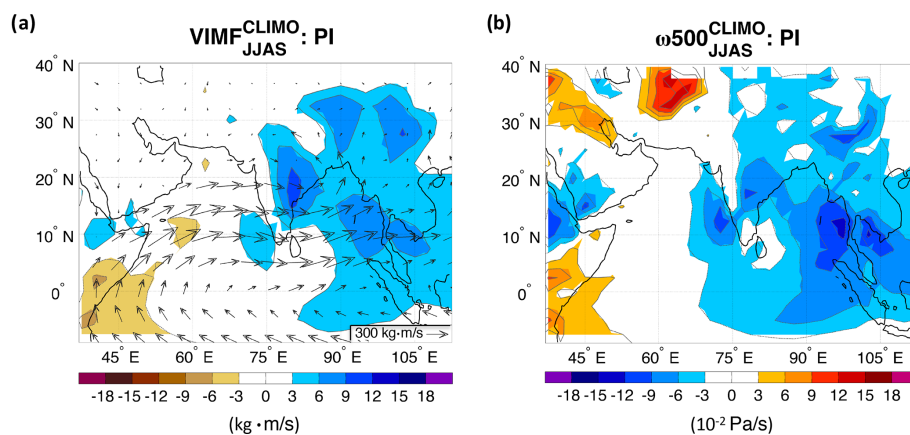 (a)
VIMF CLIMO JJAS : PI
40° N
30° N
20° N
10° N
0°
300 kg·m/s
45° E 60° E 75° E 90° E 105° E
-18 -15 -12 -9 -6 -3 0 3 6 9 12 15 18
(kg · m/s)
(b)
ω500 CLIMO JJAS : PI
40° N
30° N
20° N
10° N
0°
45° E 60° E 75° E 90° E 105° E
-18 -15 -12 -9 -6 -3 0 3 6 9 12 15 18
(10⁻² Pa/s)